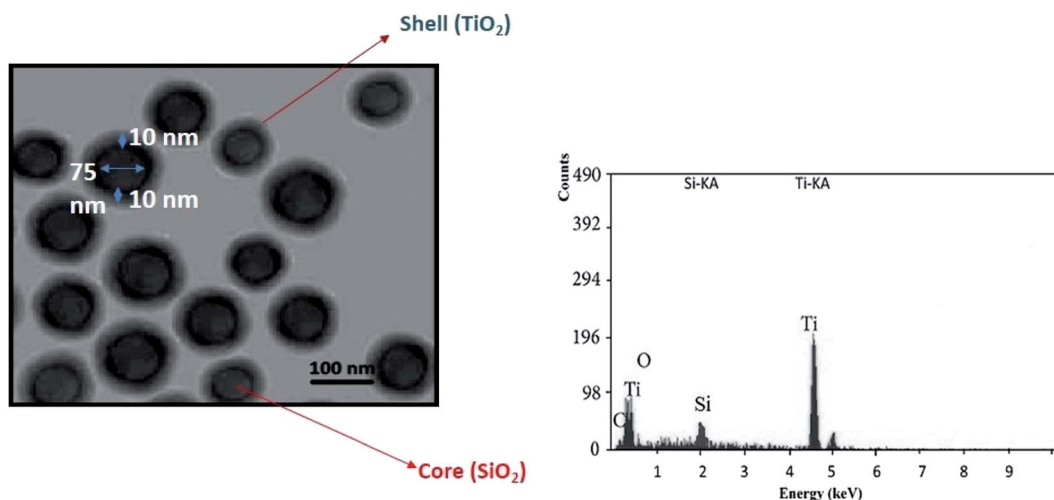 Shell (TiO₂)
10 nm
75
nm
10 nm
100 nm
Core (SiO₂)
Counts
490
392
294
196
98
0
Si-KA
Ti-KA
C
Ti
O
Si
Ti
1
2
3
4
5
6
7
8
9
Energy (keV)